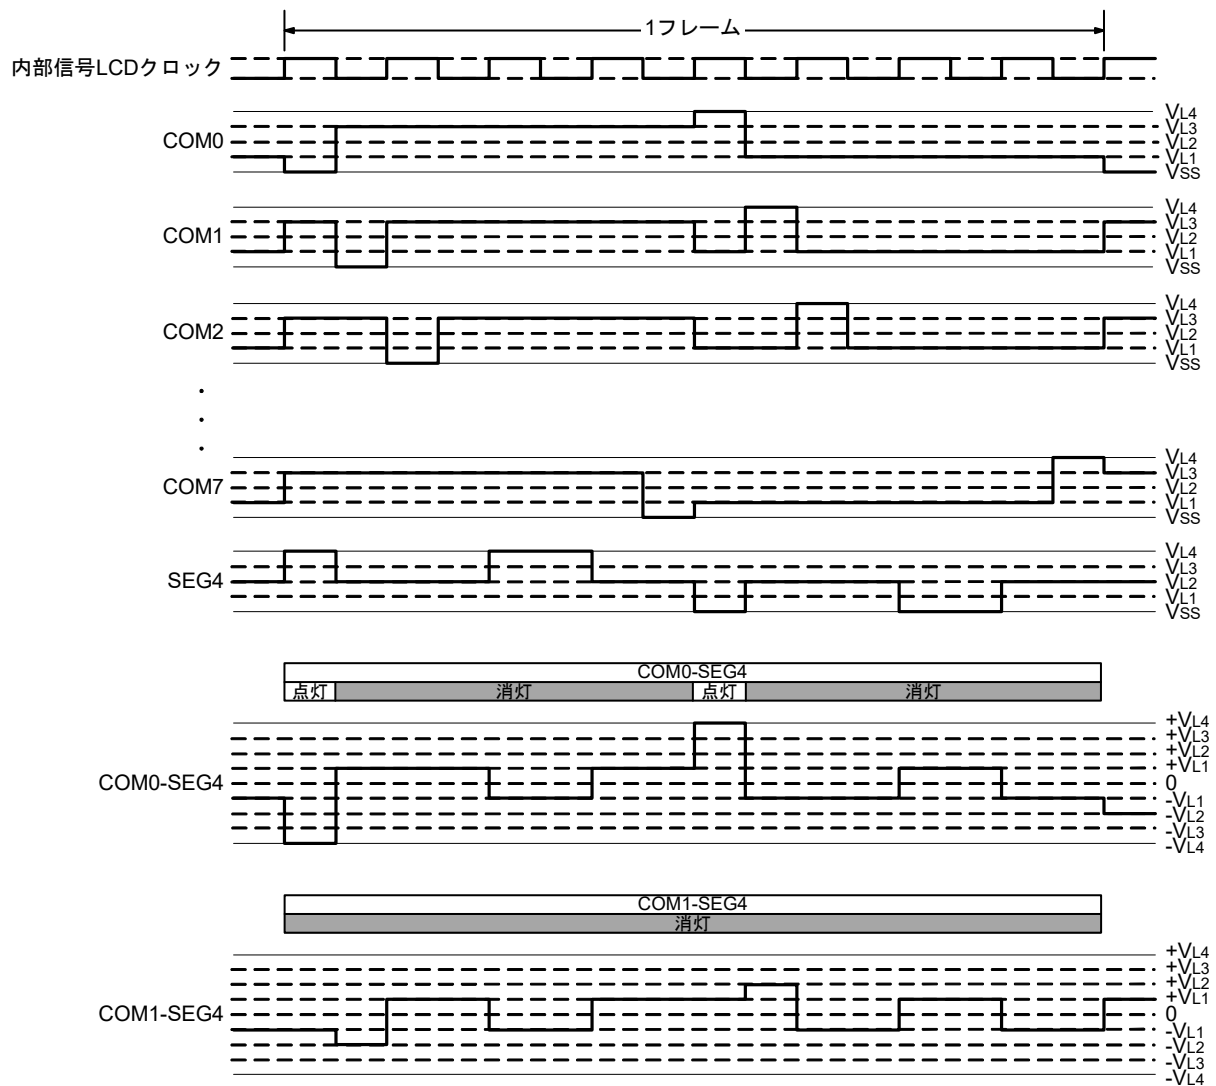 1フレーム
内部信号LCDクロック
COM0
VL4
VL3
VL2
VL1
VSS
COM1
VL4
VL3
VL2
VL1
VSS
COM2
VL4
VL3
VL2
VL1
VSS
COM7
VL4
VL3
VL2
VL1
VSS
SEG4
VL4
VL3
VL2
VL1
VSS
COM0-SEG4
点灯 消灯 点灯 消灯
COM0-SEG4
+VL4
+VL3
+VL2
+VL1
0
-VL1
-VL2
-VL3
-VL4
COM1-SEG4
消灯
COM1-SEG4
+VL4
+VL3
+VL2
+VL1
0
-VL1
-VL2
-VL3
-VL4